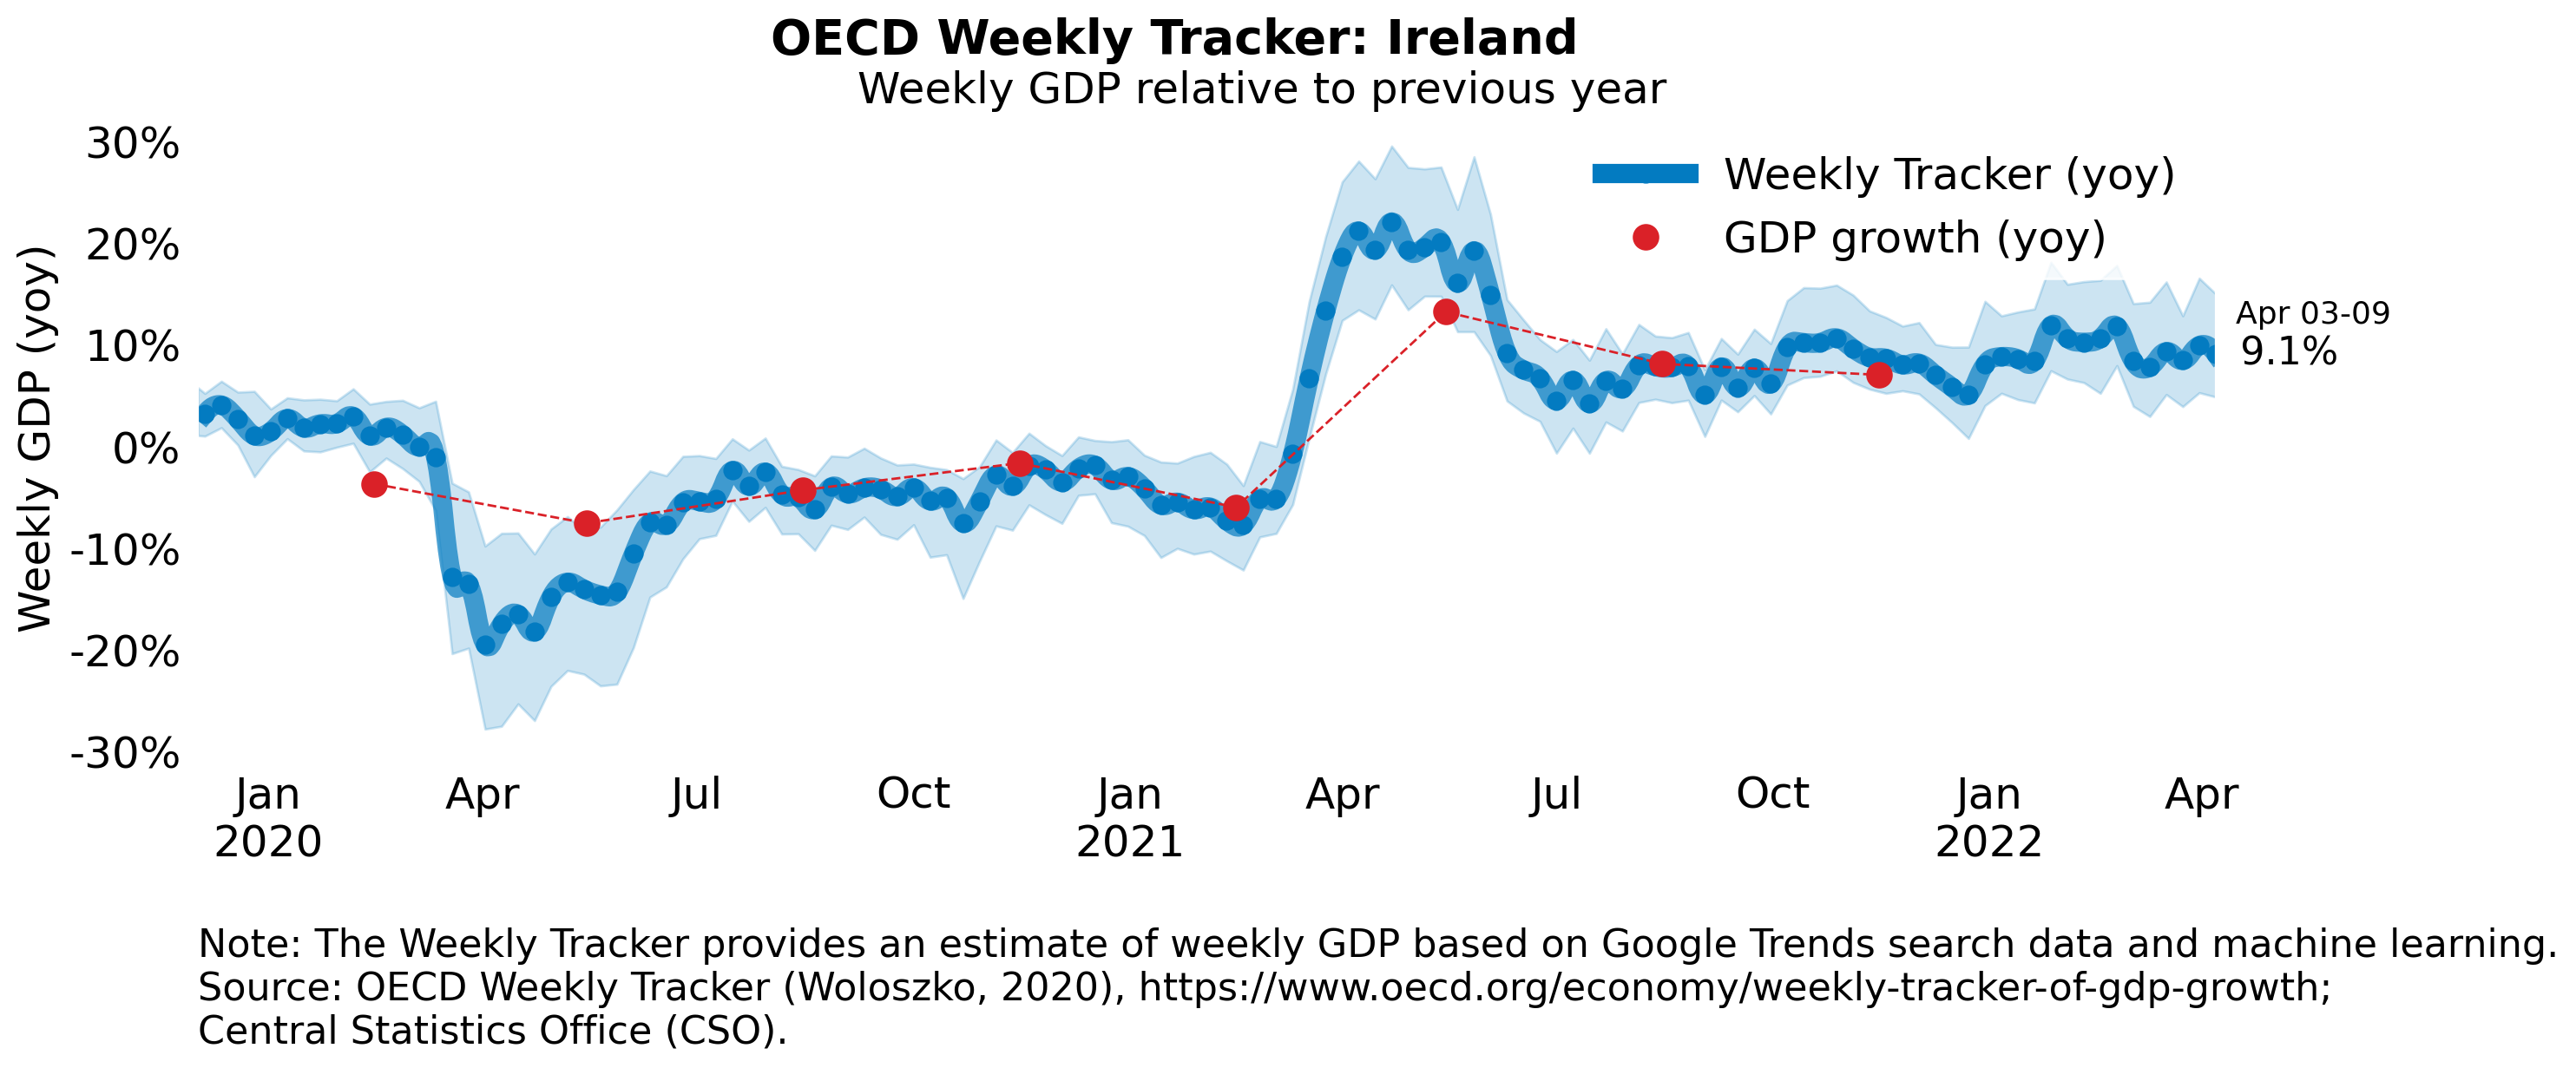 OECD Weekly Tracker: Ireland
Weekly GDP relative to previous year
Weekly GDP (yoy)
30%
20%
10%
0%
-10%
-20%
-30%
Weekly Tracker (yoy)
GDP growth (yoy)
Apr 03-09
9.1%
Jan Apr Jul Oct Jan Apr Jul Oct Jan Apr
2020 2021 2022
Note: The Weekly Tracker provides an estimate of weekly GDP based on Google Trends search data and machine learning.
Source: OECD Weekly Tracker (Woloszko, 2020), https://www.oecd.org/economy/weekly-tracker-of-gdp-growth;
Central Statistics Office (CSO).